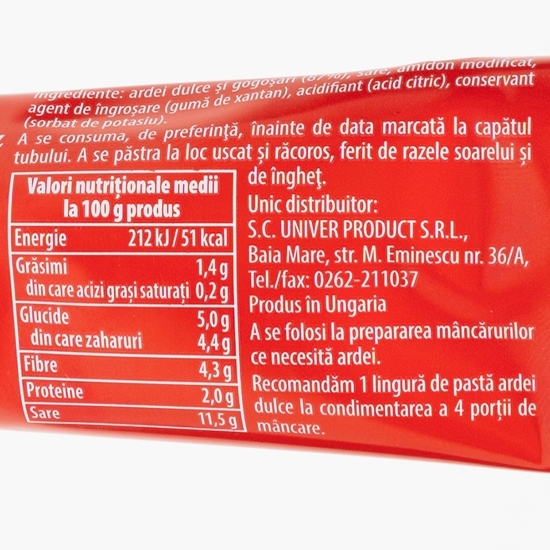 Ingrediente: ardei dulce și gogoșari (87%), sare, amidon modificat,
agent de îngroșare (gumă de xantan), acidifiant (acid citric), conservant
(sorbat de potasiu).
A se consuma, de preferinţă, înainte de data marcată la capătul
tubului. A se păstra la loc uscat și răcoros, ferit de razele soarelui și
de îngheţ.
Valori nutriţionale medii
la 100 g produs
Energie 212 kJ / 51 kcal
Grăsimi 1,4 g
din care acizi grași saturaţi 0,2 g
Glucide 5,0 g
din care zaharuri 4,4 g
Fibre 4,3 g
Proteine 2,0 g
Sare 11,5 g
Unic distribuitor:
S.C. UNIVER PRODUCT S.R.L.,
Baia Mare, str. M. Eminescu nr. 36/A,
Tel./fax: 0262-211037
Produs în Ungaria
A se folosi la prepararea mâncărurilor
ce necesită ardei.
Recomandăm 1 lingură de pastă ardei
dulce la condimentarea a 4 porţii de
mâncare.